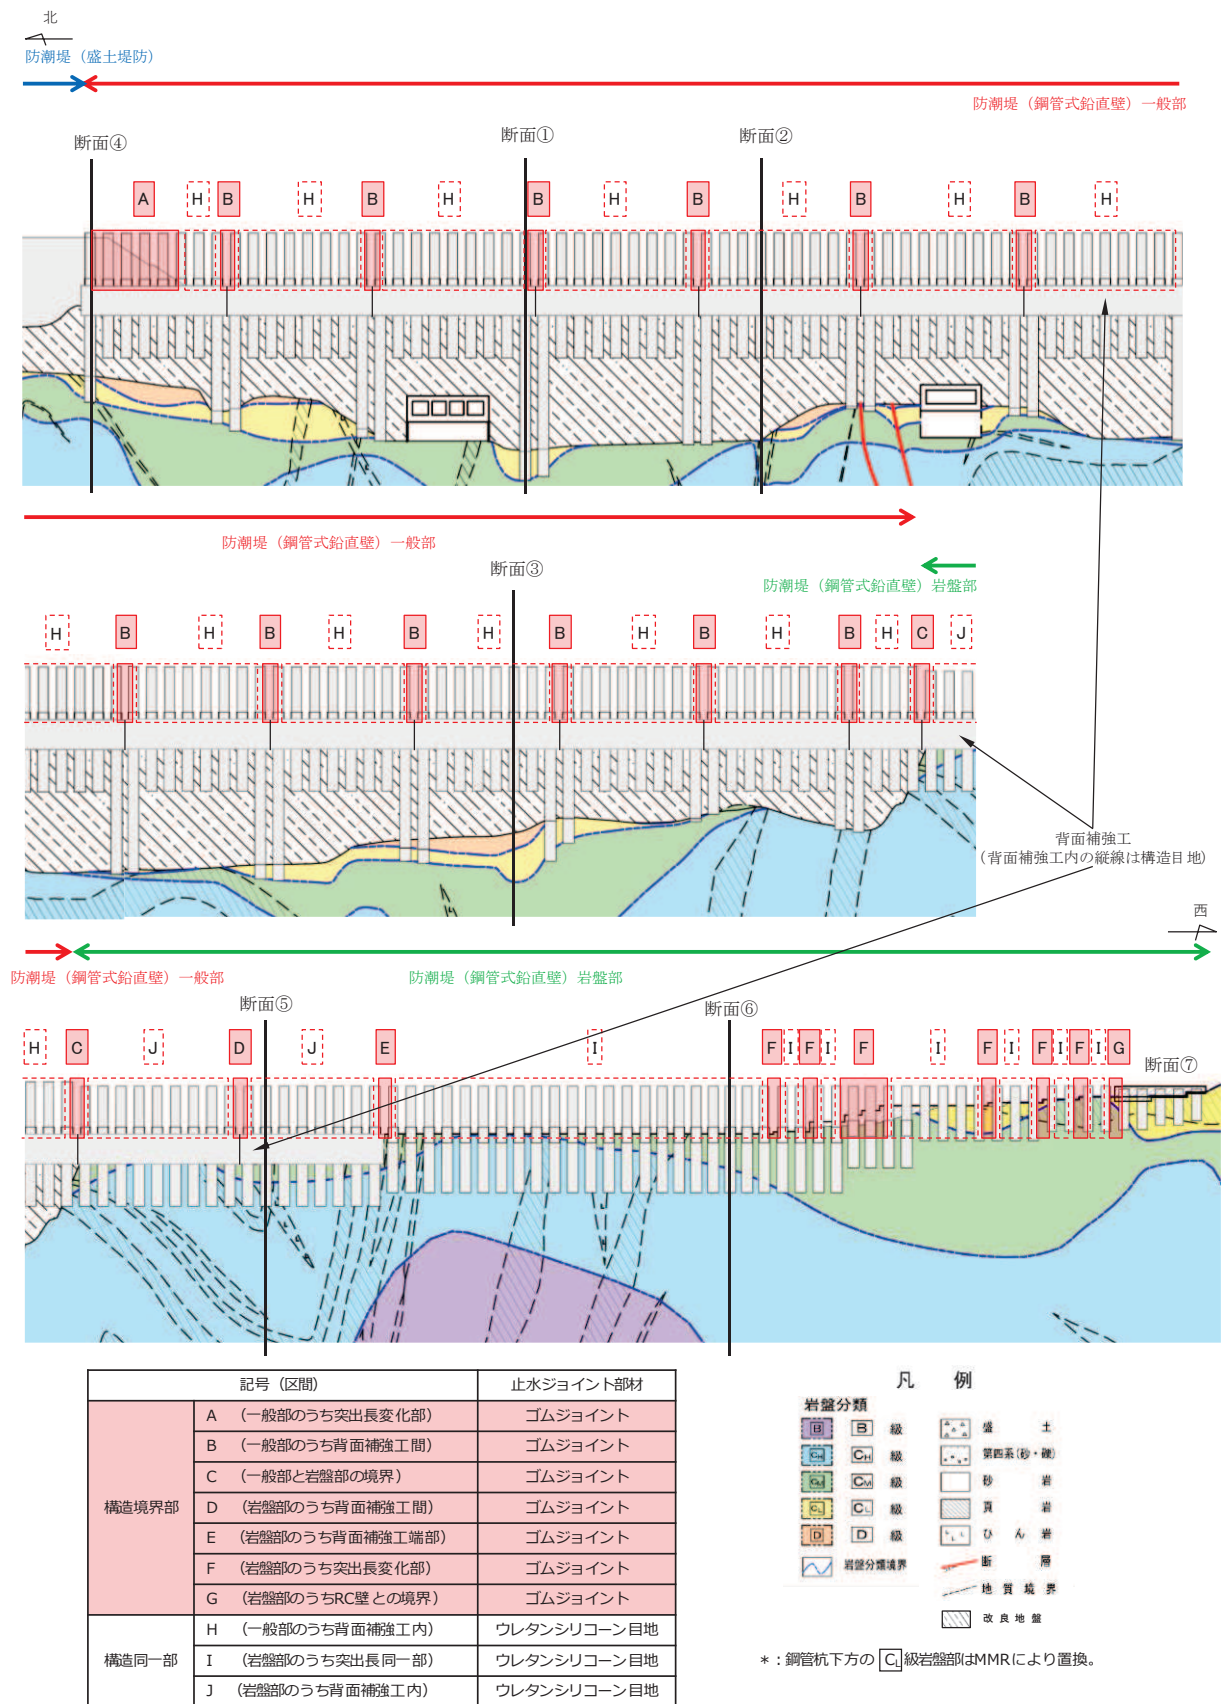 北
防潮堤（盛土堤防）
防潮堤（鋼管式鉛直壁）一般部
断面④
断面①
断面②
A H B H B H B H B H B H B H
防潮堤（鋼管式鉛直壁）一般部
断面③
防潮堤（鋼管式鉛直壁）岩盤部
H B H B H B H B H B H B H C J
背面補強工
（背面補強工内の縦線は構造目地）
西
防潮堤（鋼管式鉛直壁）一般部
防潮堤（鋼管式鉛直壁）岩盤部
断面⑤
断面⑥
H C J D J E I F I F I F I F I F I F I G
断面⑦
記号（区間） 止水ジョイント部材
構造境界部
A （一般部のうち突出長変化部） ゴムジョイント
B （一般部のうち背面補強工間） ゴムジョイント
C （一般部と岩盤部の境界） ゴムジョイント
D （岩盤部のうち背面補強工間） ゴムジョイント
E （岩盤部のうち背面補強工端部） ゴムジョイント
F （岩盤部のうち突出長変化部） ゴムジョイント
G （岩盤部のうちRC壁との境界） ゴムジョイント
構造同一部
H （一般部のうち背面補強工内） ウレタンシリコーン目地
I （岩盤部のうち突出長同一部） ウレタンシリコーン目地
J （岩盤部のうち背面補強工内） ウレタンシリコーン目地
凡 例
岩盤分類
B B 級
CH CH 級
CM CM 級
CL CL 級
D D 級
岩盤分類境界
盛 土
第四系(砂・礫)
砂 岩
頁 岩
ひ ん 岩
断 層
地 質 境 界
改 良 地 盤
＊：鋼管杭下方の CL 級岩盤部はMMRにより置換。